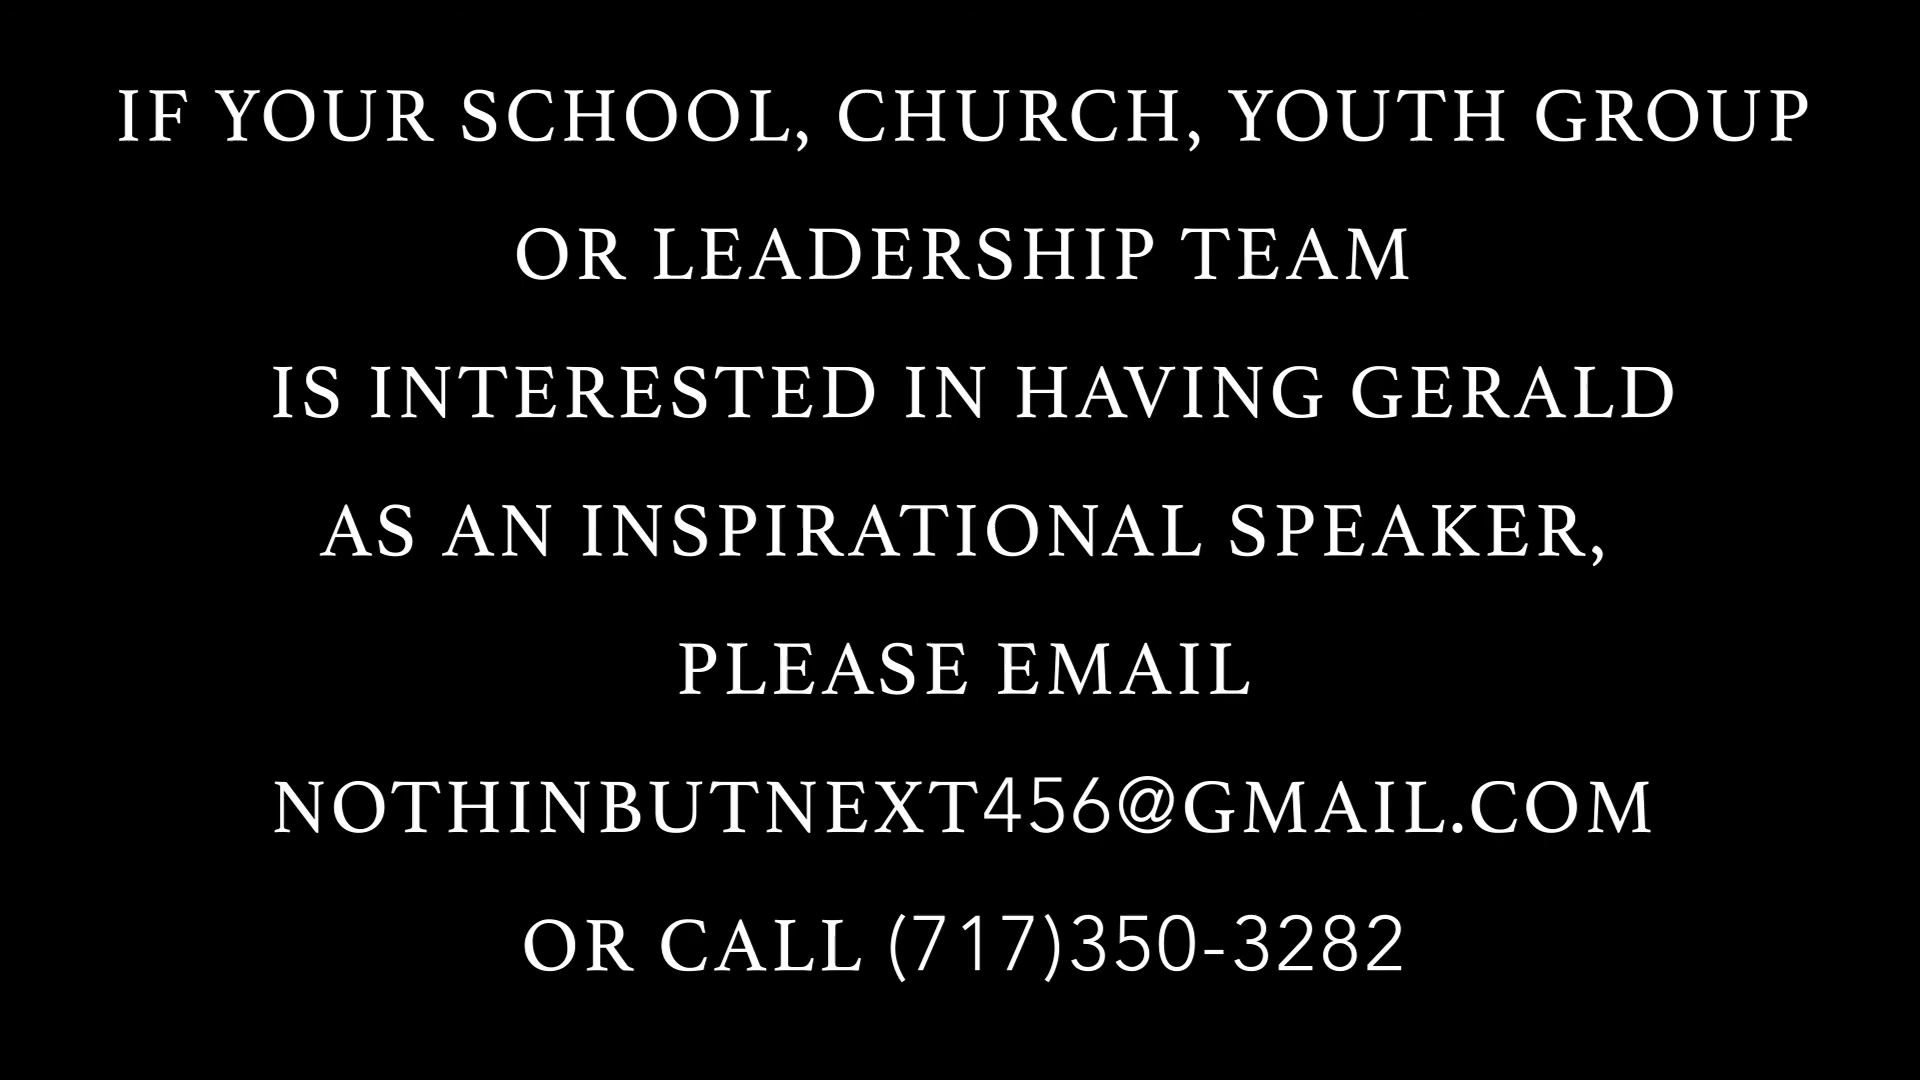 IF YOUR SCHOOL, CHURCH, YOUTH GROUP
OR LEADERSHIP TEAM
IS INTERESTED IN HAVING GERALD
AS AN INSPIRATIONAL SPEAKER,
PLEASE EMAIL
NOTHINBUTNEXT456@GMAIL.COM
OR CALL (717)350-3282